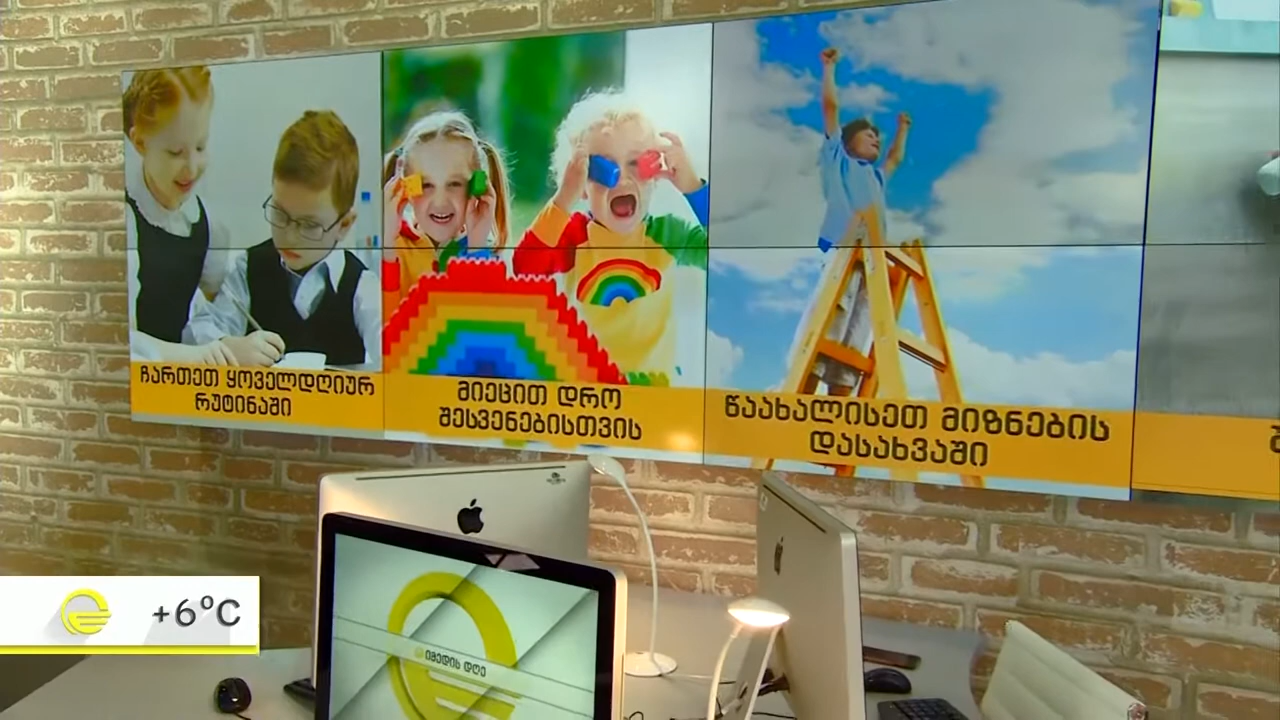 ჩართეთ ყოველდღიურ
რუტინაში
მიეცით დრო
შესვენებისთვის
წაახალისეთ მიზნების
დასახვაში
+6°C
იმედის დღე